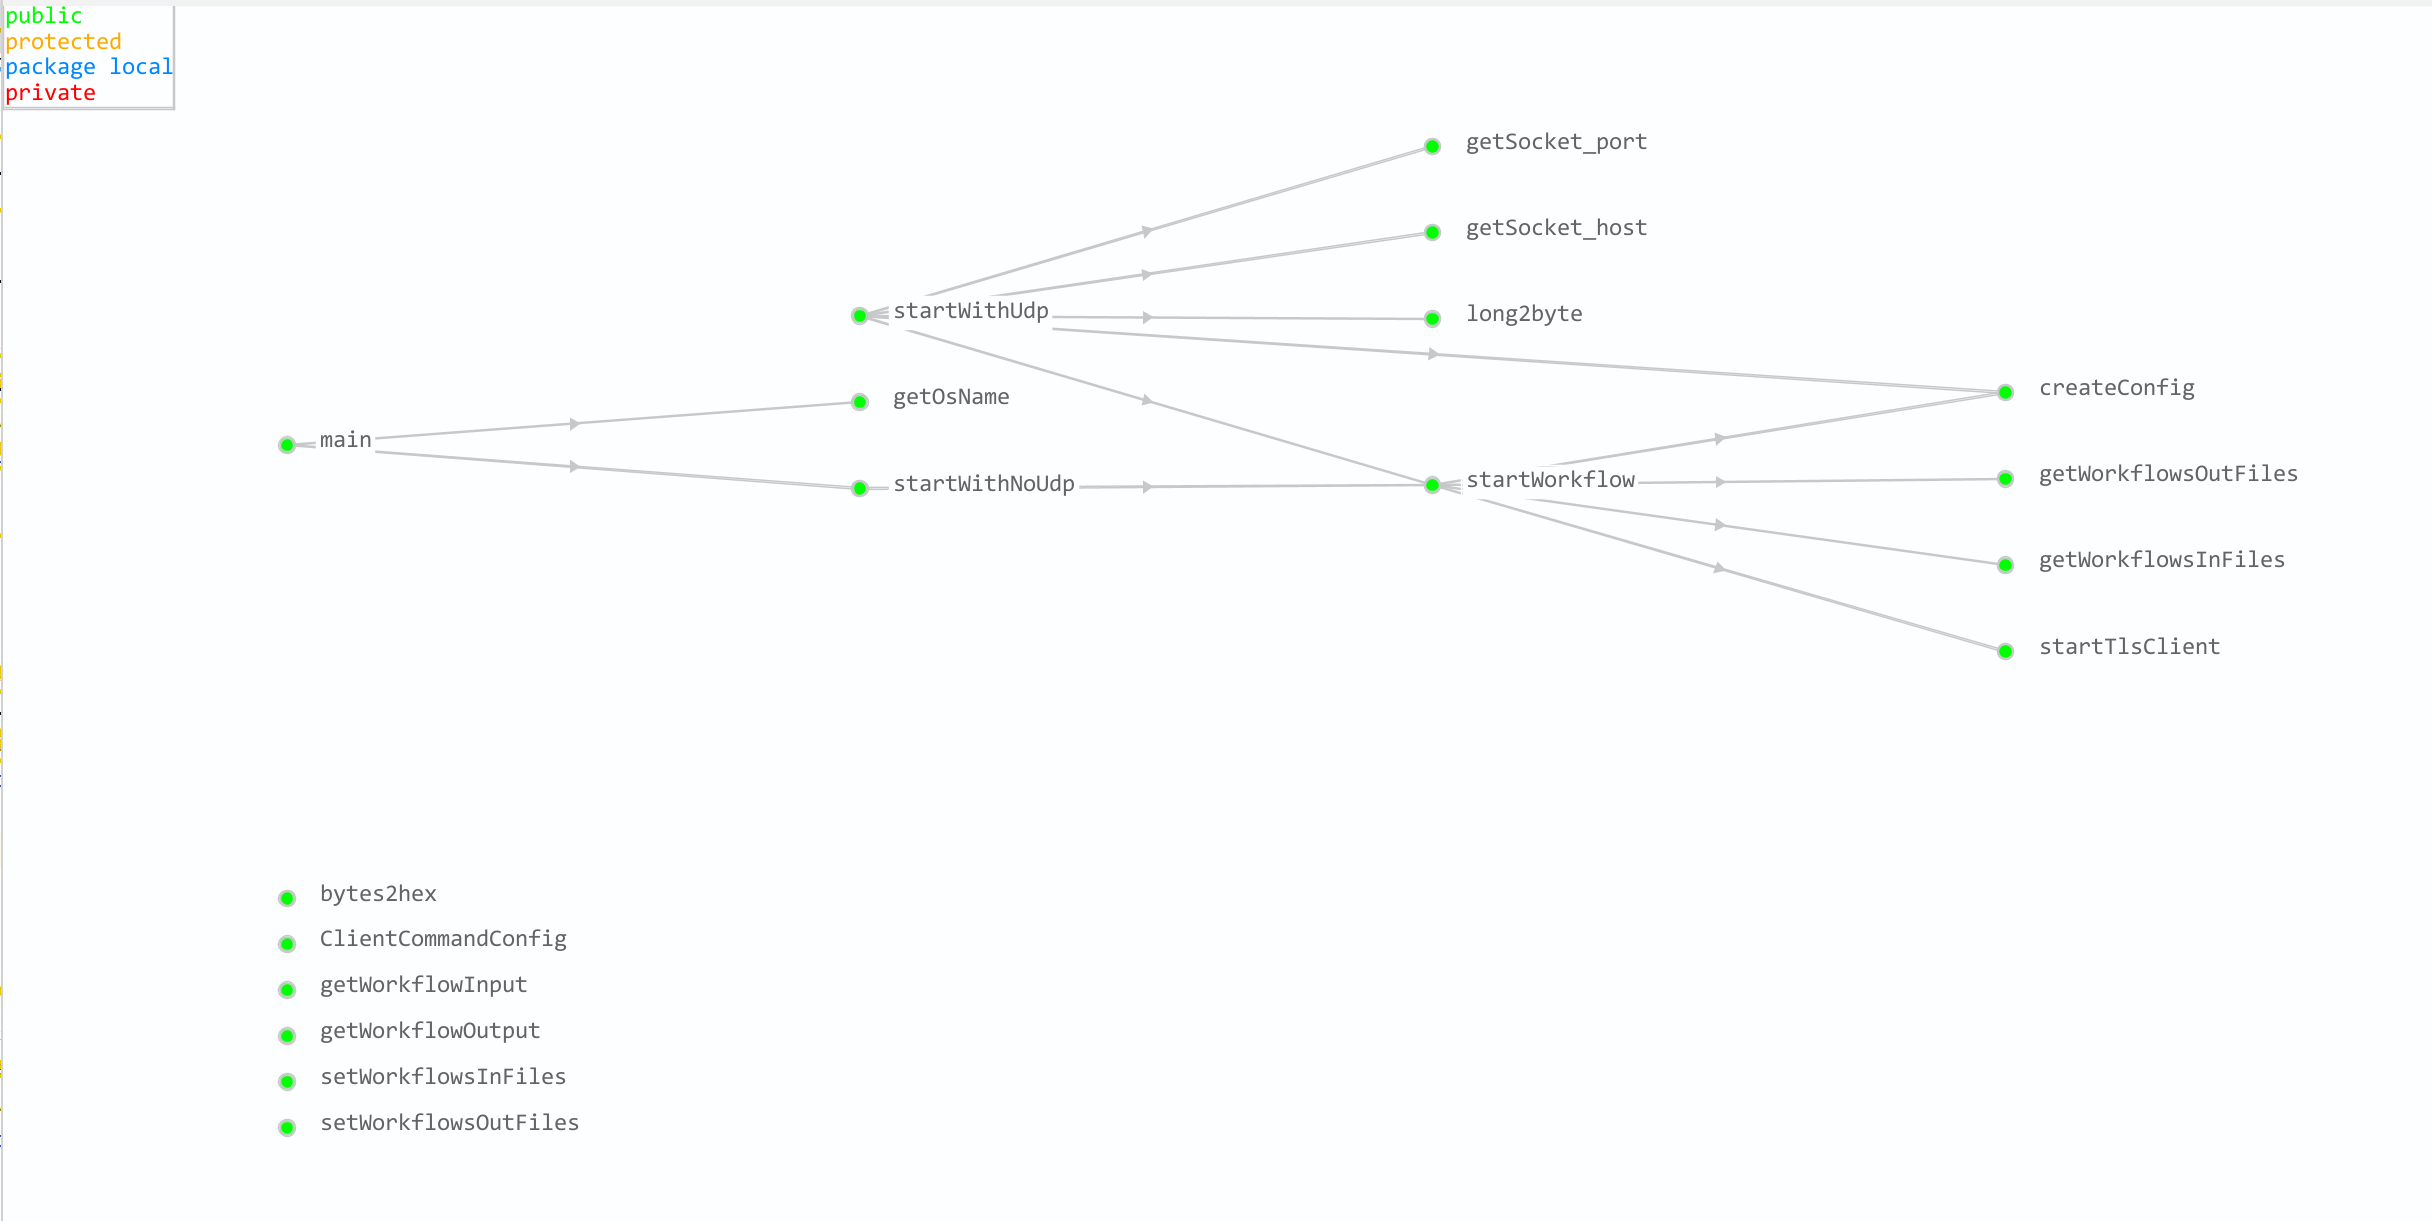 public
protected
package local
private
getSocket_port
getSocket_host
startWithUdp
long2byte
createConfig
getOsName
main
getWorkflowsOutFiles
startWithNoUdp
startWorkflow
getWorkflowsInFiles
startTlsClient
bytes2hex
ClientCommandConfig
getWorkflowInput
getWorkflowOutput
setWorkflowsInFiles
setWorkflowsOutFiles